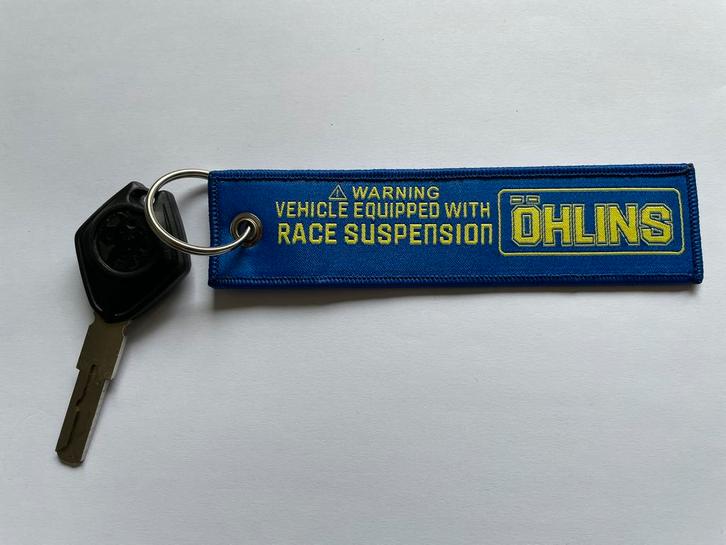 ⚠ WARNING
VEHICLE EQUIPPED WITH
RACE SUSPENSION
ÖHLINS